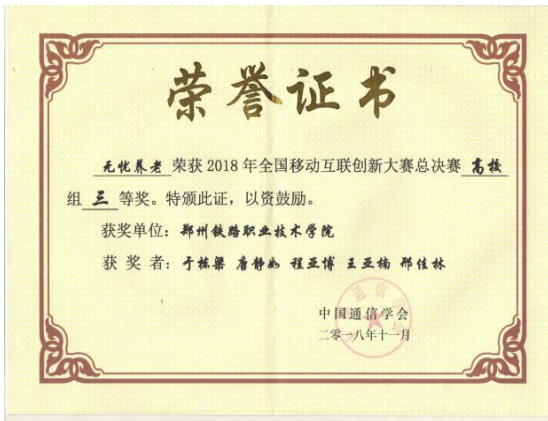 荣誉证书
无忧养老 荣获 2018 年全国移动互联创新大赛总决赛 高校
组 三 等奖。特颁此证，以资鼓励。
获奖单位：郑州铁路职业技术学院
获 奖 者：于栋梁 唐静如 程亚博 王亚楠 邢佳林
中国通信学会
二零一八年十一月